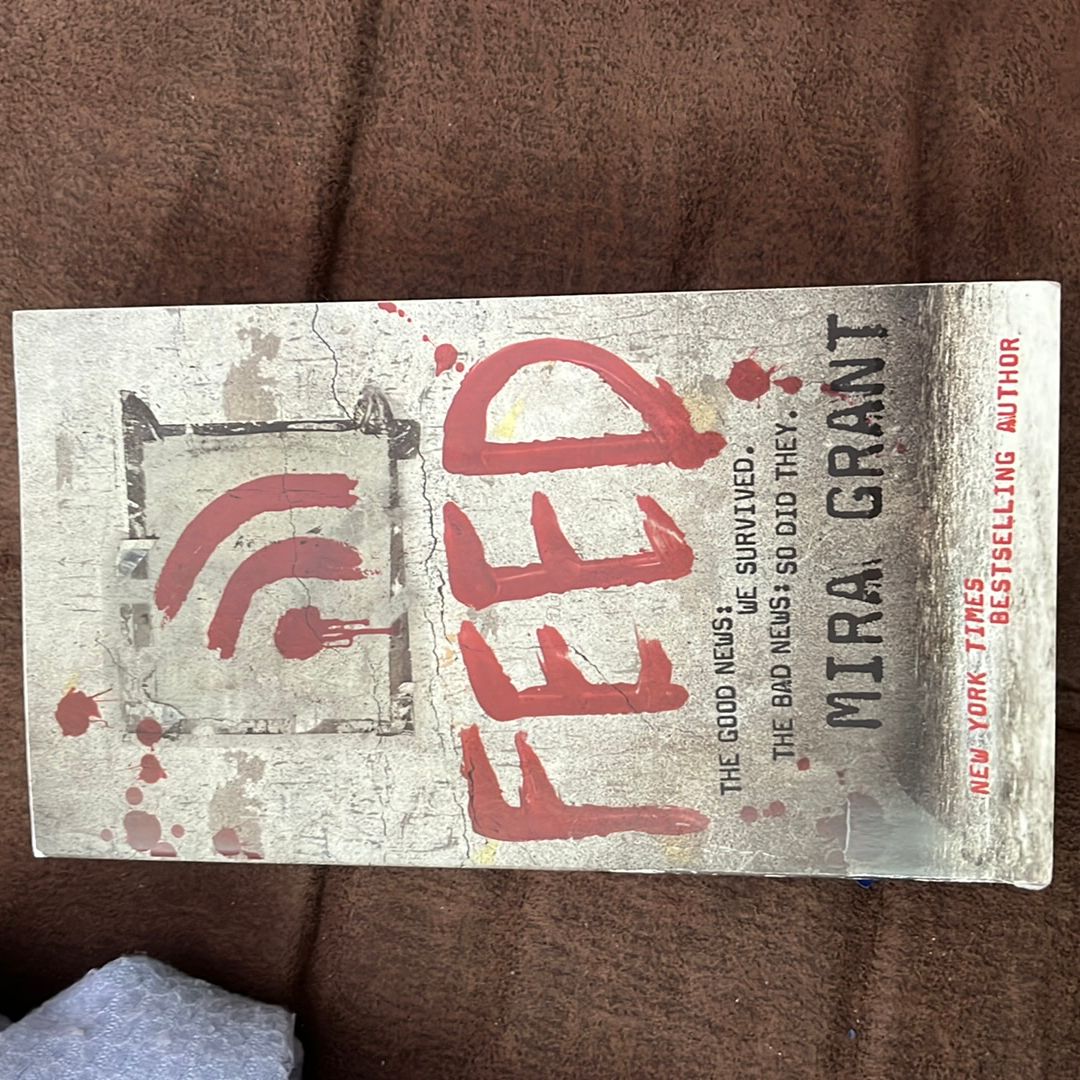 FEED
THE GOOD NEWS:
WE SURVIVED.
THE BAD NEWS: SO DID THEY.
MIRA GRANT
NEW YORK TIMES
BESTSELLING AUTHOR